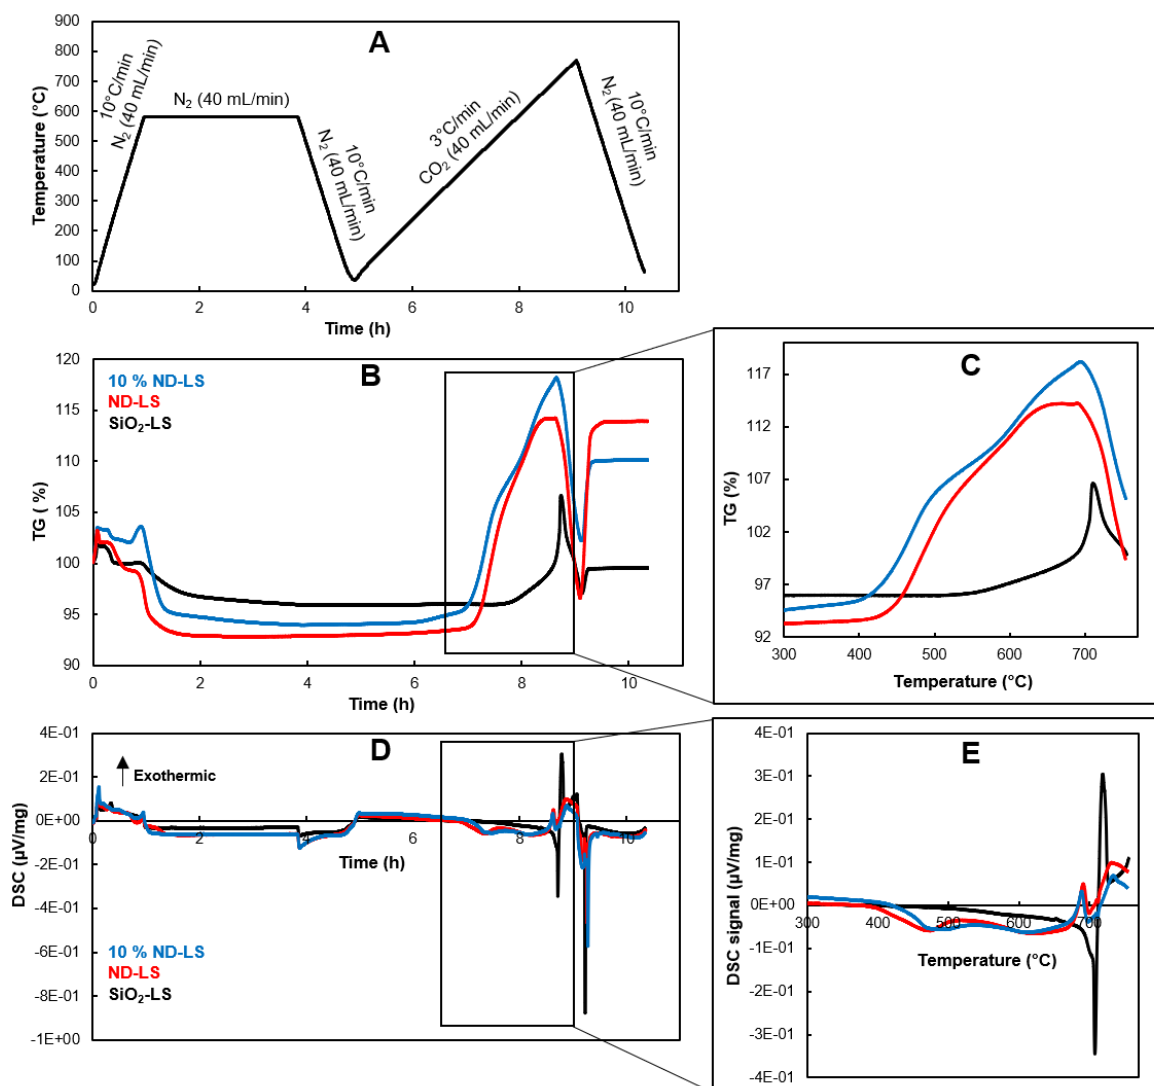 A
900
800
700
600
500
400
300
200
100
0
Temperature (°C)
10°C/min
N₂ (40 mL/min)
N₂ (40 mL/min)
10°C/min
N₂ (40 mL/min)
3°C/min
CO₂ (40 mL/min)
10°C/min
N₂ (40 mL/min)
0 2 4 6 8 10
Time (h)
B
120
115
110
105
100
95
90
TG ( %)
10 % ND-LS
ND-LS
SiO₂-LS
0 2 4 6 8 10
Time (h)
C
117
112
107
102
96
92
TG (%)
300 400 500 600 700
Temperature (°C)
D
4E-01
2E-01
0E+00
-2E-01
-4E-01
-6E-01
-8E-01
-1E+00
DSC (µV/mg)
Exothermic
0 2 4 6 8 10
Time (h)
10 % ND-LS
ND-LS
SiO₂-LS
E
4E-01
3E-01
2E-01
1E-01
0E+00
-1E-01
-2E-01
-3E-01
-4E-01
DSC signal (µV/mg)
300 400 500 600 700
Temperature (°C)